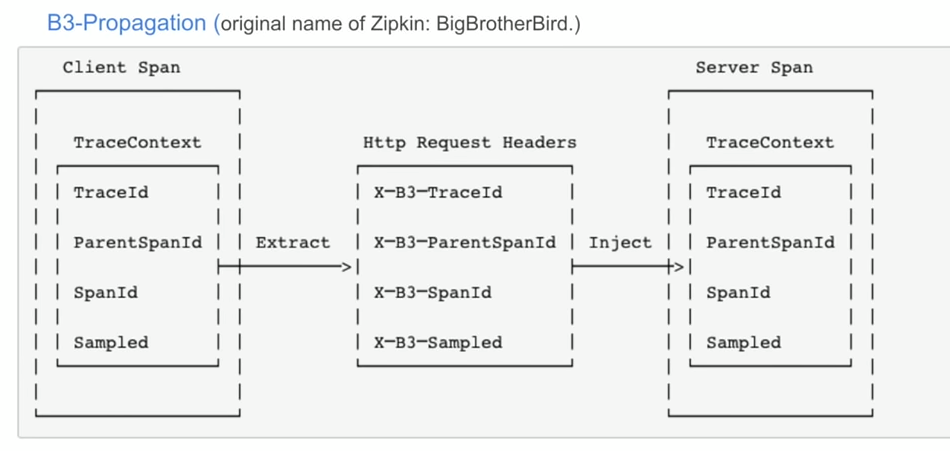 B3-Propagation (original name of Zipkin: BigBrotherBird.)
Client Span
Server Span
TraceContext
Http Request Headers
TraceContext
TraceId
X-B3-TraceId
TraceId
ParentSpanId
Extract
X-B3-ParentSpanId
Inject
ParentSpanId
SpanId
X-B3-SpanId
SpanId
Sampled
X-B3-Sampled
Sampled